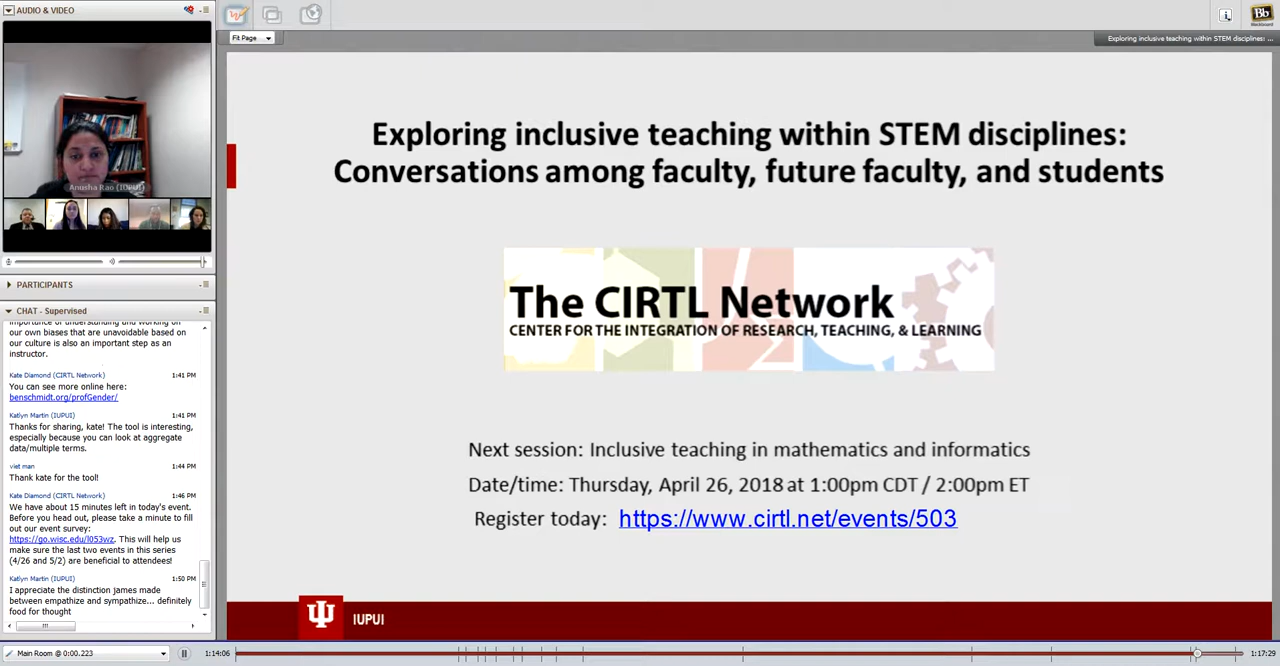 AUDIO & VIDEO
Anusha Rao (IUPUI)
PARTICIPANTS
CHAT - Supervised
importance of understanding and working on
our own biases that are unavoidable based on
our culture is also an important step as an
instructor.
Kate Diamond (CIRTL Network) 1:41 PM
You can see more online here:
benschmidt.org/profGender/
Katlyn Martin (IUPUI) 1:41 PM
Thanks for sharing, kate! The tool is interesting,
especially because you can look at aggregate
data/multiple terms.
viet man 1:44 PM
Thank kate for the tool!
Kate Diamond (CIRTL Network) 1:46 PM
We have about 15 minutes left in today's event.
Before you head out, please take a minute to fill
out our event survey:
https://go.wisc.edu/l053wz. This will help us
make sure the last two events in this series
(4/26 and 5/2) are beneficial to attendees!
Katlyn Martin (IUPUI) 1:50 PM
I appreciate the distinction james made
between empathize and sympathize... definitely
food for thought
Main Room @ 0:00.223
Fit Page
Exploring inclusive teaching within STEM disciplines: ...
Bb
Blackboard
Exploring inclusive teaching within STEM disciplines:
Conversations among faculty, future faculty, and students
The CIRTL Network
CENTER FOR THE INTEGRATION OF RESEARCH, TEACHING, & LEARNING
Next session: Inclusive teaching in mathematics and informatics
Date/time: Thursday, April 26, 2018 at 1:00pm CDT / 2:00pm ET
Register today: https://www.cirtl.net/events/503
IUPUI
1:14:06
1:17:29